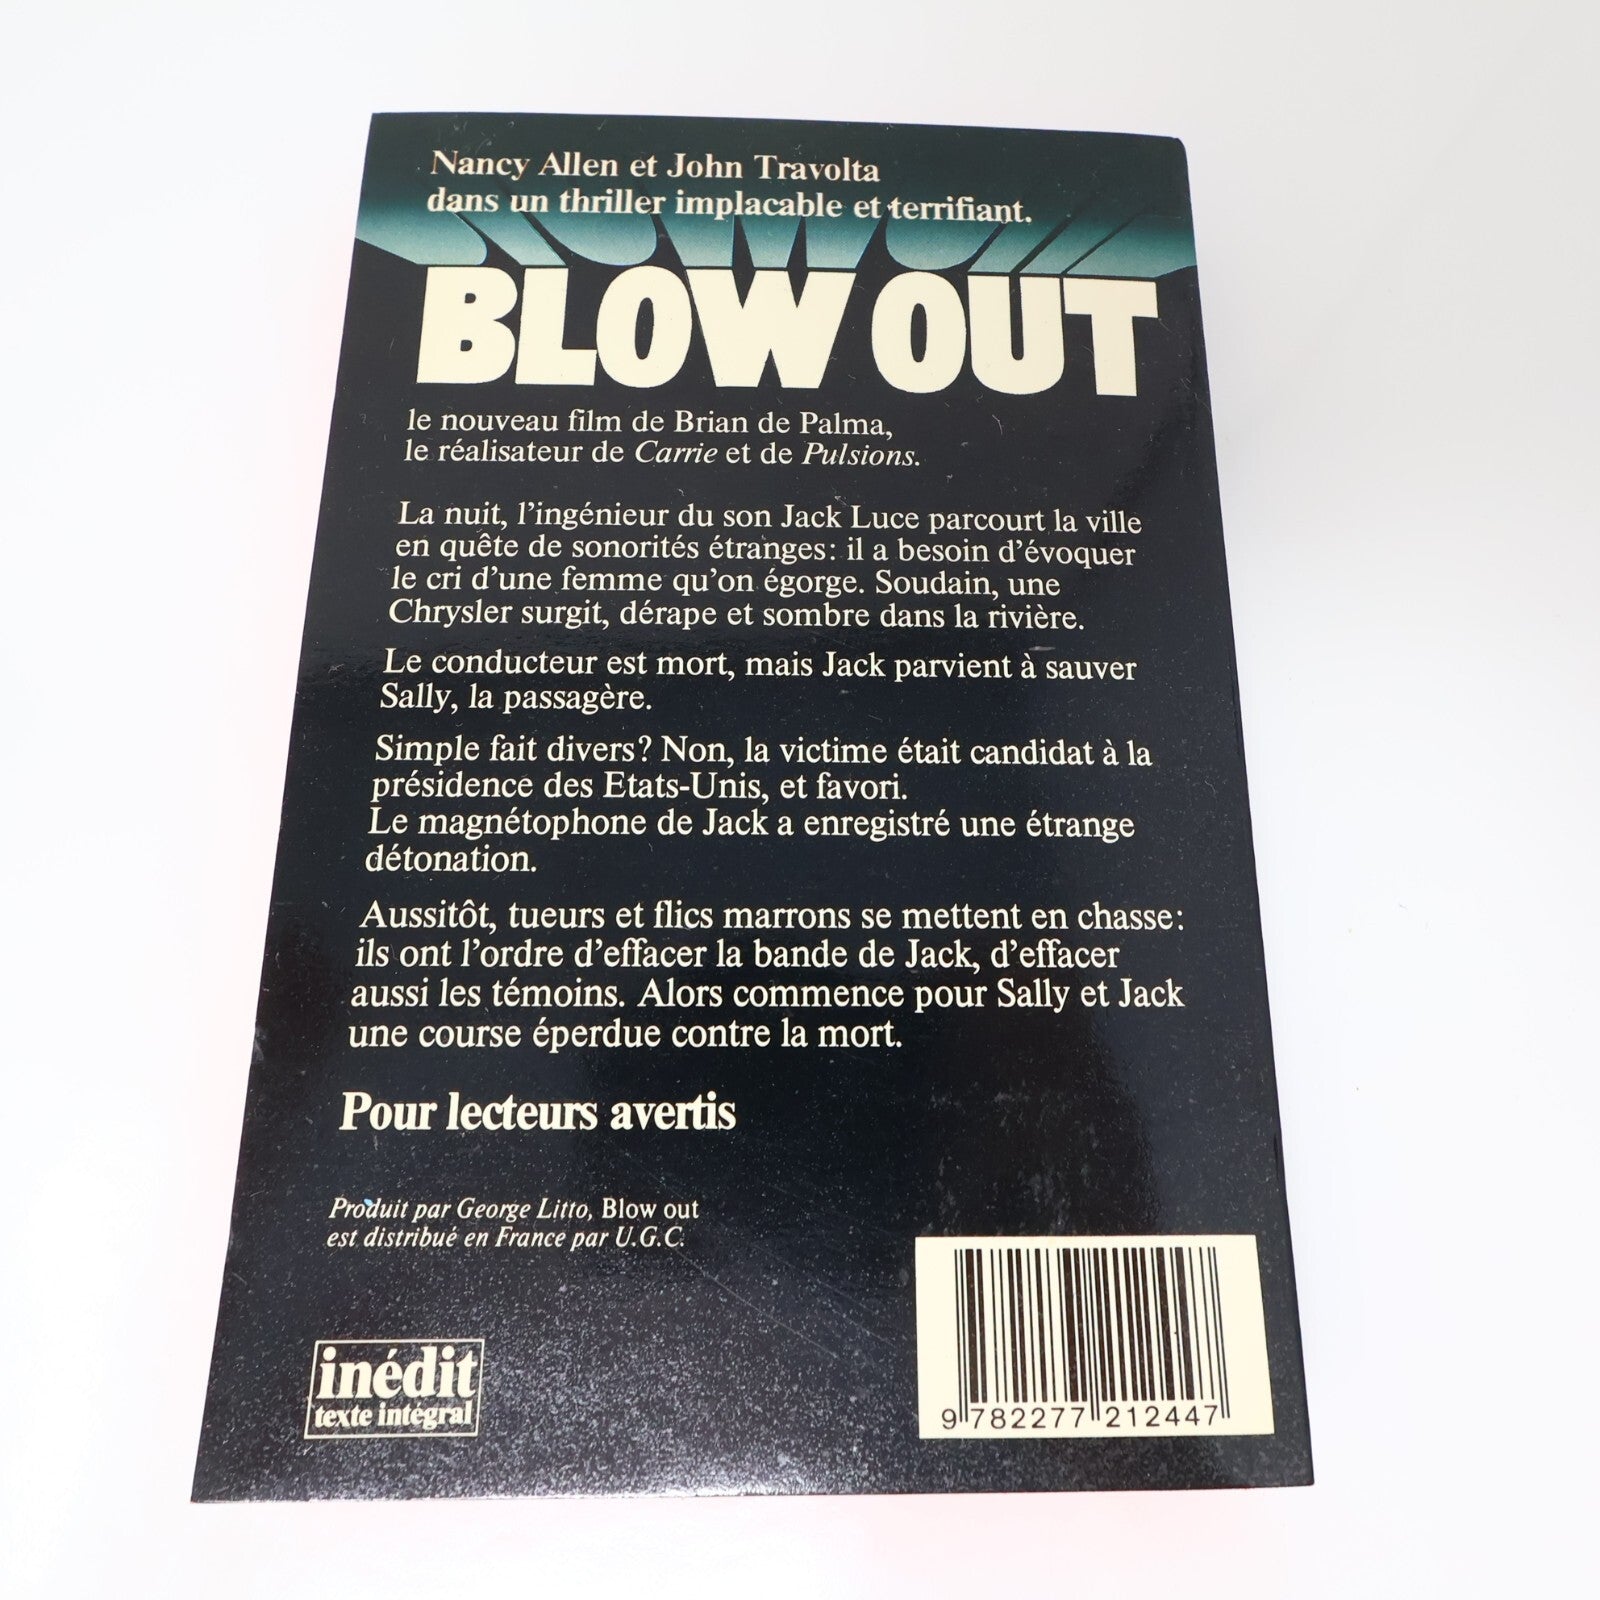 Nancy Allen et John Travolta
dans un thriller implacable et terrifiant.
BLOW OUT
le nouveau film de Brian de Palma,
le réalisateur de Carrie et de Pulsions.
La nuit, l'ingénieur du son Jack Luce parcourt la ville
en quête de sonorités étranges: il a besoin d'évoquer
le cri d'une femme qu'on égorge. Soudain, une
Chrysler surgit, dérape et sombre dans la rivière.
Le conducteur est mort, mais Jack parvient à sauver
Sally, la passagère.
Simple fait divers? Non, la victime était candidat à la
présidence des Etats-Unis, et favori.
Le magnétophone de Jack a enregistré une étrange
détonation.
Aussitôt, tueurs et flics marrons se mettent en chasse:
ils ont l'ordre d'effacer la bande de Jack, d'effacer
aussi les témoins. Alors commence pour Sally et Jack
une course éperdue contre la mort.
Pour lecteurs avertis
Produit par George Litto, Blow out
est distribué en France par U.G.C.
inédit
texte intégral
9 782277 212447